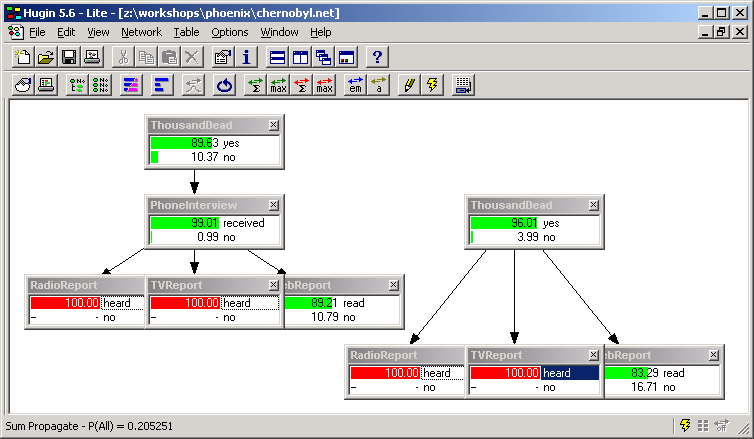 Hugin 5.6 - Lite - [z:\workshops\phoenix\chernobyl.net]
File Edit View Network Table Options Window Help
Σ max Σ max em a
ThousandDead
89.63 yes
10.37 no
PhoneInterview
99.01 received
0.99 no
ThousandDead
96.01 yes
3.99 no
RadioReport TVReport ebReport
100.00 heard 100.00 heard 89.21 read
- - no - - no 10.79 no
RadioReport TVReport ebReport
100.00 heard 100.00 heard 83.29 read
- - no - - no 16.71 no
Sum Propagate - P(All) = 0.205251